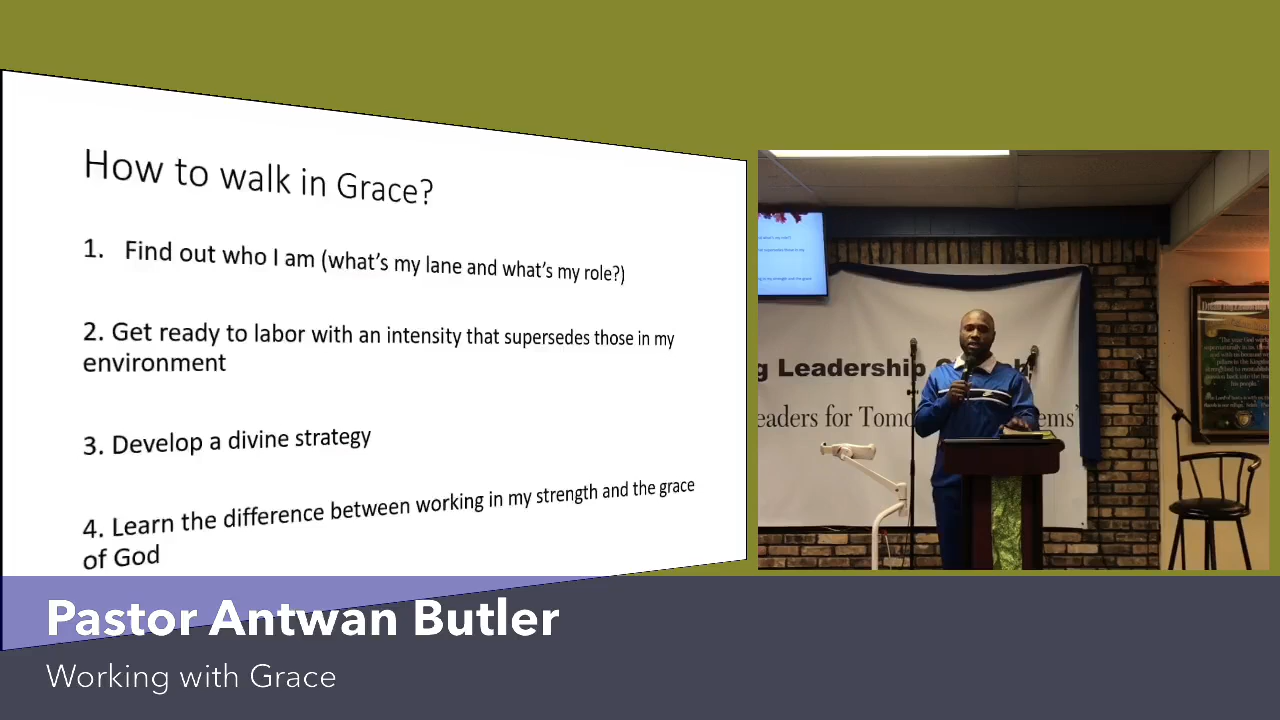 How to walk in Grace?
1. Find out who I am (what's my lane and what's my role?)
2. Get ready to labor with an intensity that supersedes those in my
environment
3. Develop a divine strategy
4. Learn the difference between working in my strength and the grace
of God
g Leadership
eaders for Tomo ems'
Pastor Antwan Butler
Working with Grace